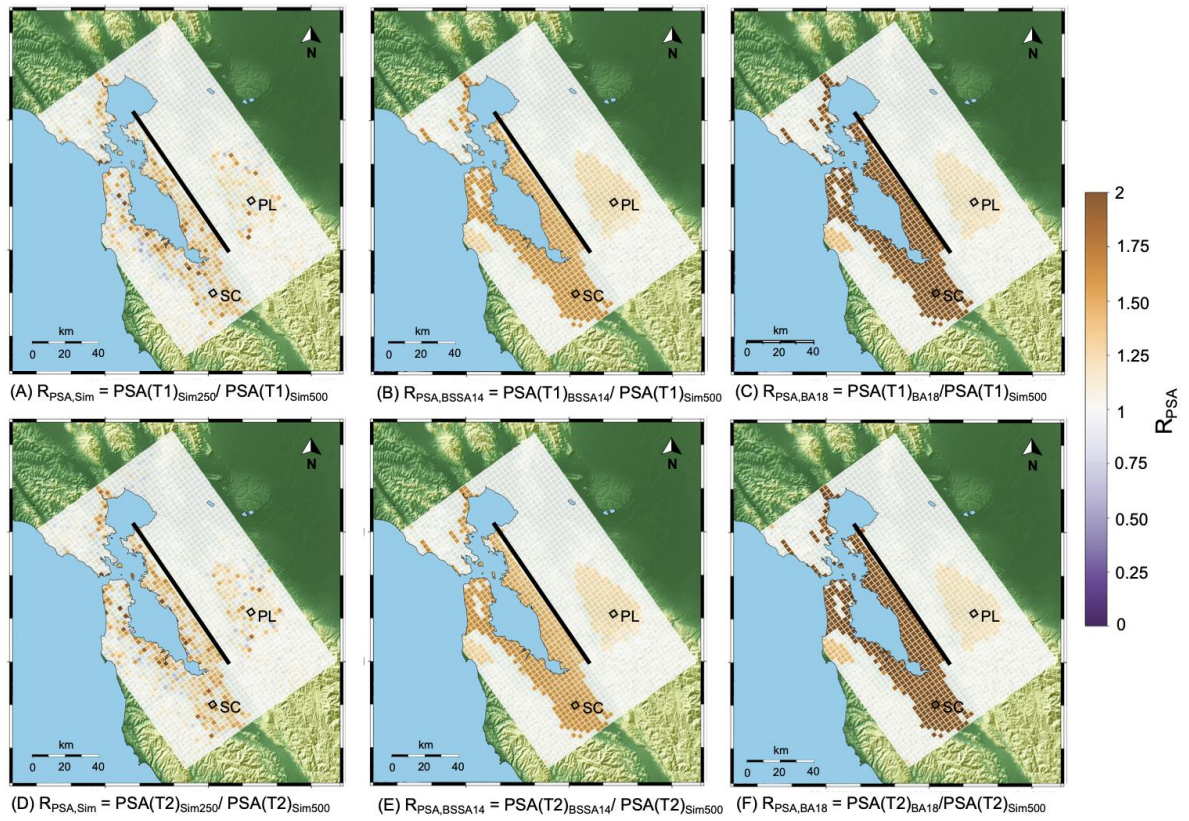 N
N
N
PL
PL
PL
SC
SC
SC
km
0 20 40
km
0 20 40
km
0 20 40
(A) R_PSA,Sim = PSA(T1)_Sim250/ PSA(T1)_Sim500
(B) R_PSA,BSSA14 = PSA(T1)_BSSA14/ PSA(T1)_Sim500
(C) R_PSA,BA18 = PSA(T1)_BA18/PSA(T1)_Sim500
2
1.75
1.50
1.25
1
0.75
0.50
0.25
0
R_PSA
N
N
N
PL
PL
PL
SC
SC
SC
km
0 20 40
km
0 20 40
km
0 20 40
(D) R_PSA,Sim = PSA(T2)_Sim250/ PSA(T2)_Sim500
(E) R_PSA,BSSA14 = PSA(T2)_BSSA14/ PSA(T2)_Sim500
(F) R_PSA,BA18 = PSA(T2)_BA18/PSA(T2)_Sim500